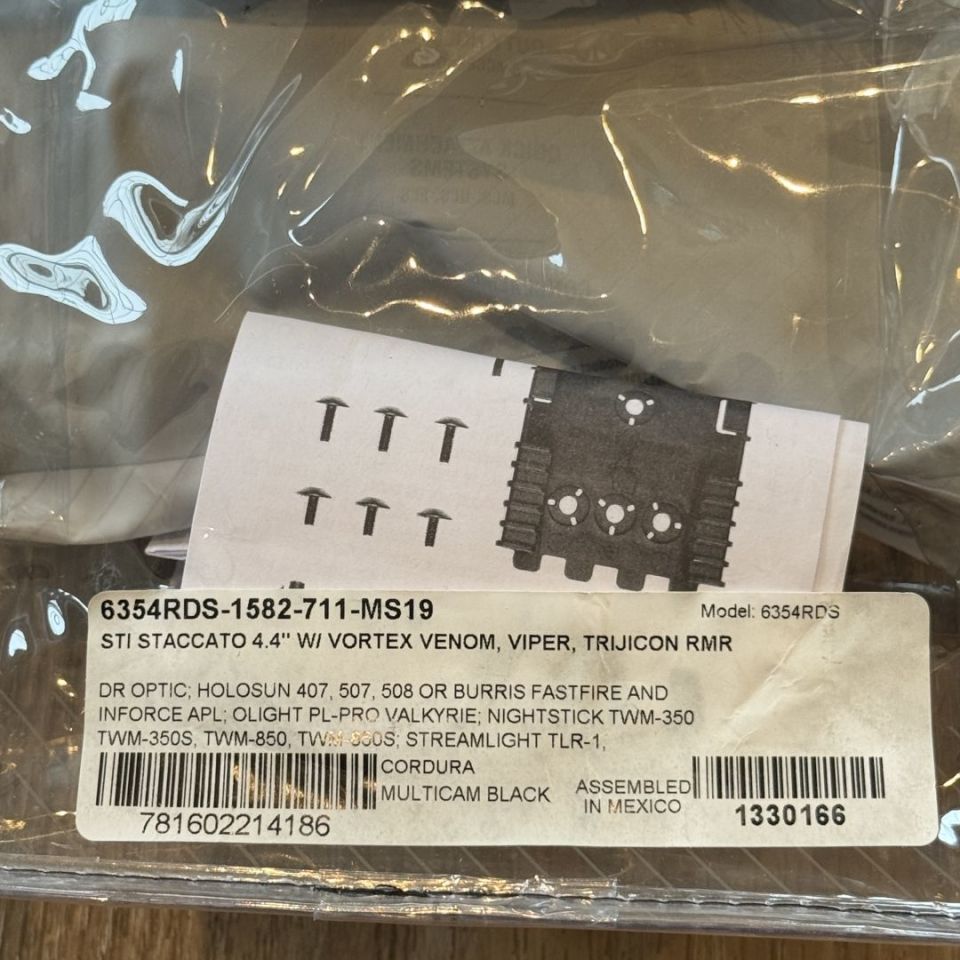 6354RDS-1582-711-MS19
Model: 6354RDS
STI STACCATO 4.4" W/ VORTEX VENOM, VIPER, TRIJICON RMR
DR OPTIC; HOLOSUN 407, 507, 508 OR BURRIS FASTFIRE AND
INFORCE APL; OLIGHT PL-PRO VALKYRIE; NIGHTSTICK TWM-350
TWM-350S, TWM-850, TWM-850S; STREAMLIGHT TLR-1,
CORDURA
MULTICAM BLACK
ASSEMBLED
IN MEXICO
781602214186
1330166